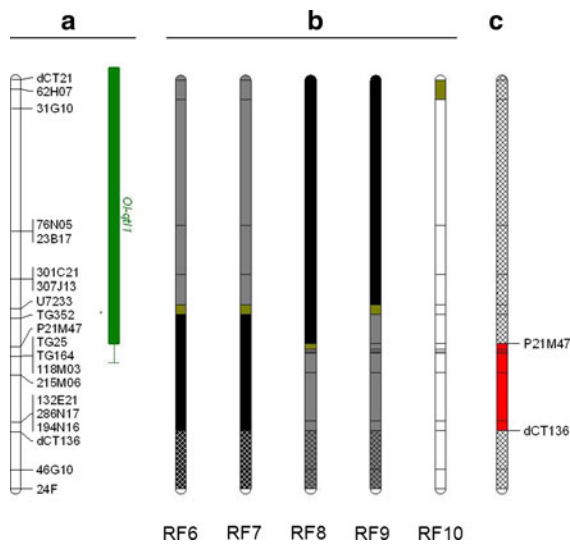 a
b
c
dCT21
62H07
31G10
76N05
23B17
301C21
307J13
U7233
TG352
P21M47
TG25
TG164
118M03
215M06
132E21
286N17
194N16
dCT136
46G10
24F
Ol-qtl1
P21M47
dCT136
RF6 RF7 RF8 RF9 RF10